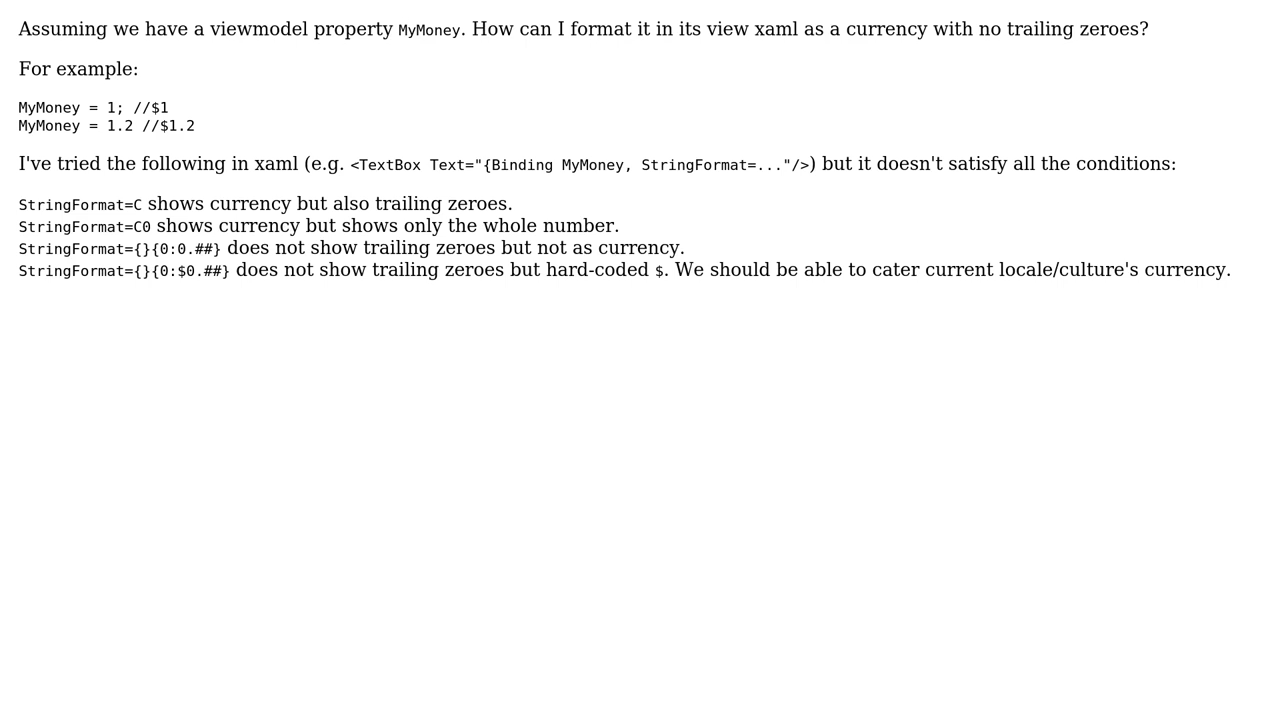 Assuming we have a viewmodel property MyMoney. How can I format it in its view xaml as a currency with no trailing zeroes?
For example:
MyMoney = 1; //$1
MyMoney = 1.2 //$1.2
I've tried the following in xaml (e.g. <TextBox Text="{Binding MyMoney, StringFormat=..."/>) but it doesn't satisfy all the conditions:
StringFormat=C shows currency but also trailing zeroes.
StringFormat=C0 shows currency but shows only the whole number.
StringFormat={}{0:0.##} does not show trailing zeroes but not as currency.
StringFormat={}{0:$0.##} does not show trailing zeroes but hard-coded $. We should be able to cater current locale/culture's currency.